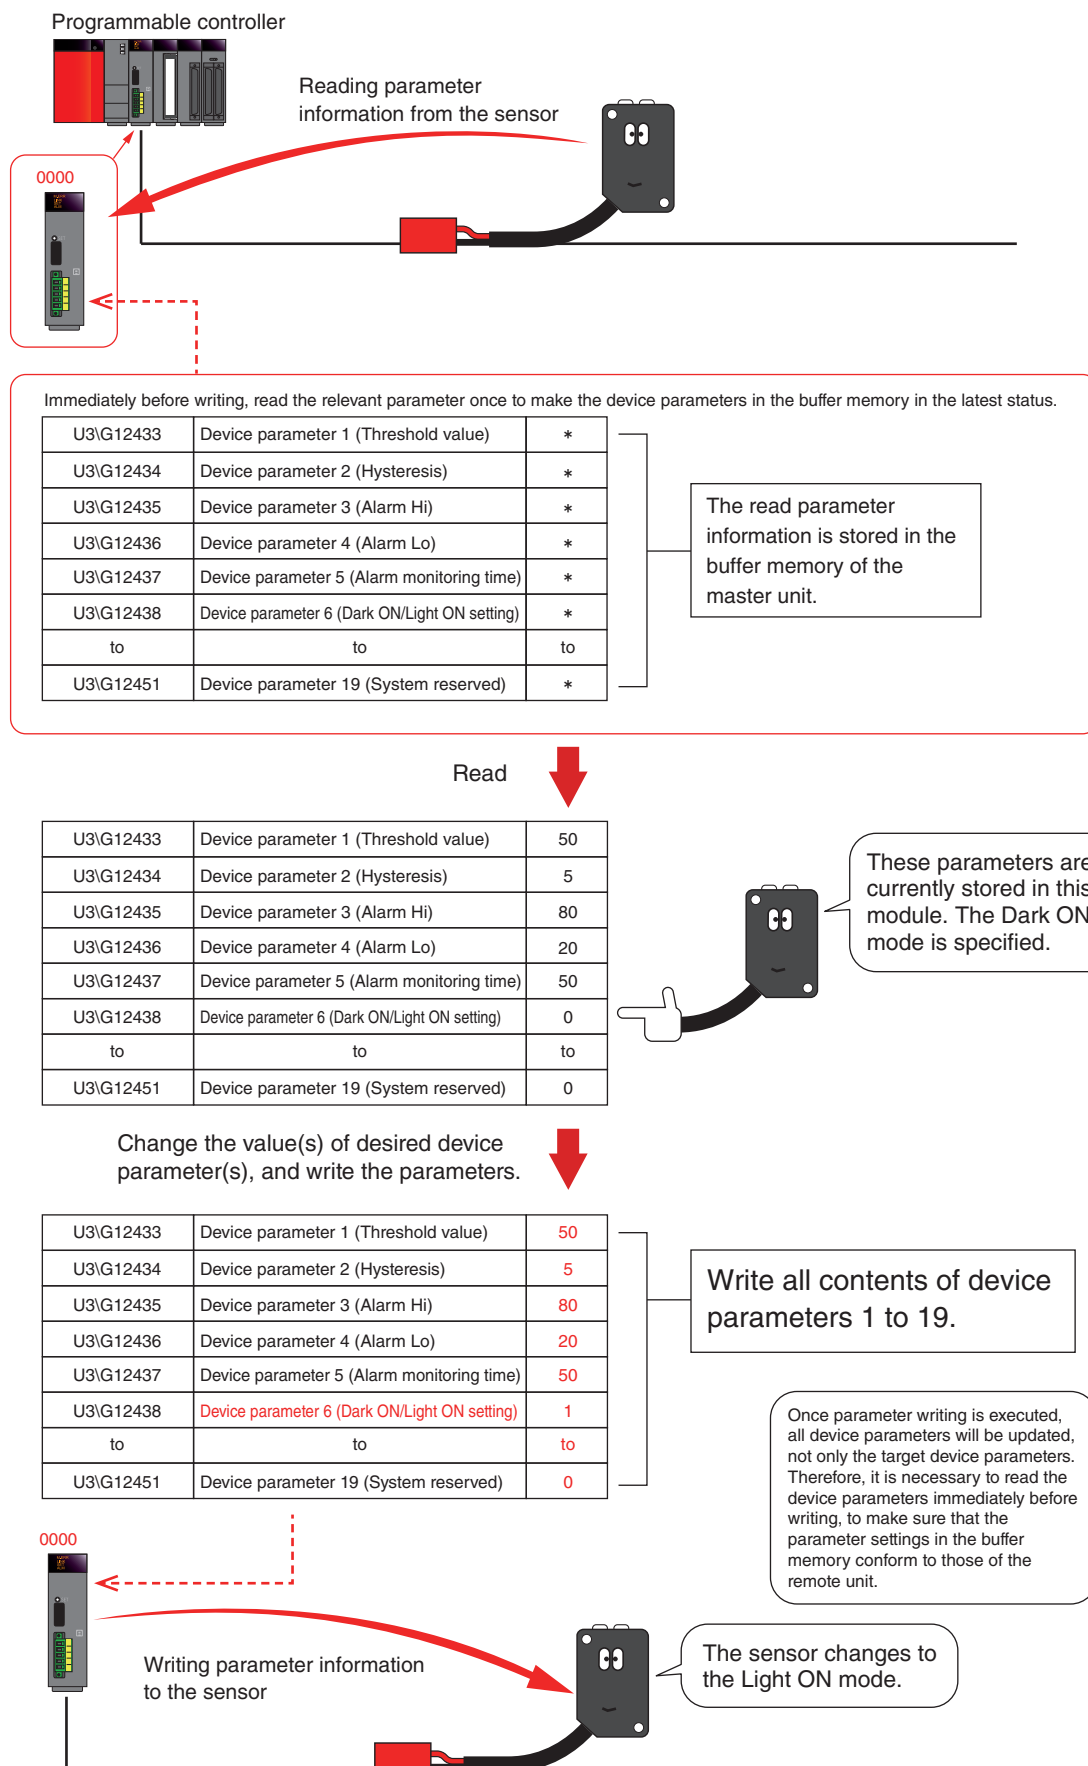 Programmable controller
Reading parameter
information from the sensor
0000
Immediately before writing, read the relevant parameter once to make the device parameters in the buffer memory in the latest status.
U3\G12433 Device parameter 1 (Threshold value) *
U3\G12434 Device parameter 2 (Hysteresis) *
U3\G12435 Device parameter 3 (Alarm Hi) *
U3\G12436 Device parameter 4 (Alarm Lo) *
U3\G12437 Device parameter 5 (Alarm monitoring time) *
U3\G12438 Device parameter 6 (Dark ON/Light ON setting) *
to to to
U3\G12451 Device parameter 19 (System reserved) *
The read parameter
information is stored in the
buffer memory of the
master unit.
Read
U3\G12433 Device parameter 1 (Threshold value) 50
U3\G12434 Device parameter 2 (Hysteresis) 5
U3\G12435 Device parameter 3 (Alarm Hi) 80
U3\G12436 Device parameter 4 (Alarm Lo) 20
U3\G12437 Device parameter 5 (Alarm monitoring time) 50
U3\G12438 Device parameter 6 (Dark ON/Light ON setting) 0
to to to
U3\G12451 Device parameter 19 (System reserved) 0
These parameters are
currently stored in this
module. The Dark ON
mode is specified.
Change the value(s) of desired device
parameter(s), and write the parameters.
U3\G12433 Device parameter 1 (Threshold value) 50
U3\G12434 Device parameter 2 (Hysteresis) 5
U3\G12435 Device parameter 3 (Alarm Hi) 80
U3\G12436 Device parameter 4 (Alarm Lo) 20
U3\G12437 Device parameter 5 (Alarm monitoring time) 50
U3\G12438 Device parameter 6 (Dark ON/Light ON setting) 1
to to to
U3\G12451 Device parameter 19 (System reserved) 0
Write all contents of device
parameters 1 to 19.
Once parameter writing is executed,
all device parameters will be updated,
not only the target device parameters.
Therefore, it is necessary to read the
device parameters immediately before
writing, to make sure that the
parameter settings in the buffer
memory conform to those of the
remote unit.
0000
Writing parameter information
to the sensor
The sensor changes to
the Light ON mode.